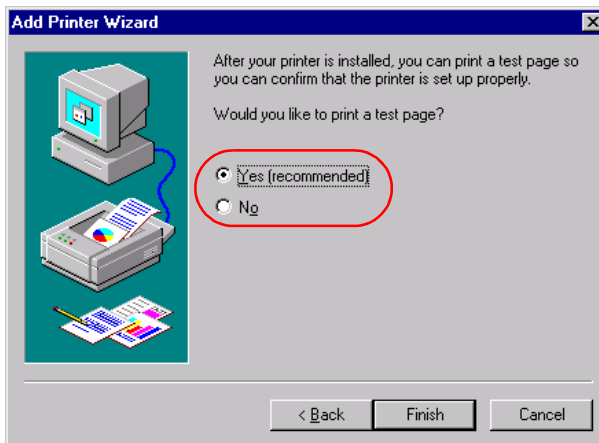 Add Printer Wizard
After your printer is installed, you can print a test page so
you can confirm that the printer is set up properly.
Would you like to print a test page?
Yes (recommended)
No
< Back
Finish
Cancel